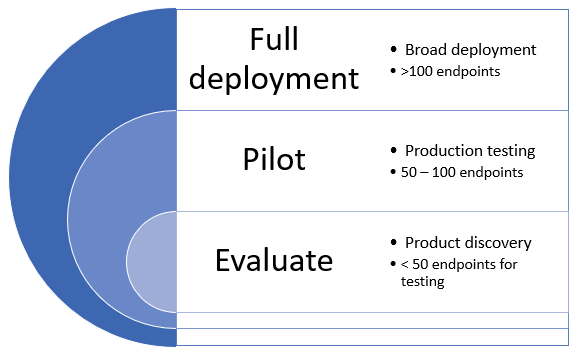 Full
deployment
• Broad deployment
• >100 endpoints
Pilot
• Production testing
• 50 – 100 endpoints
Evaluate
• Product discovery
• < 50 endpoints for
testing